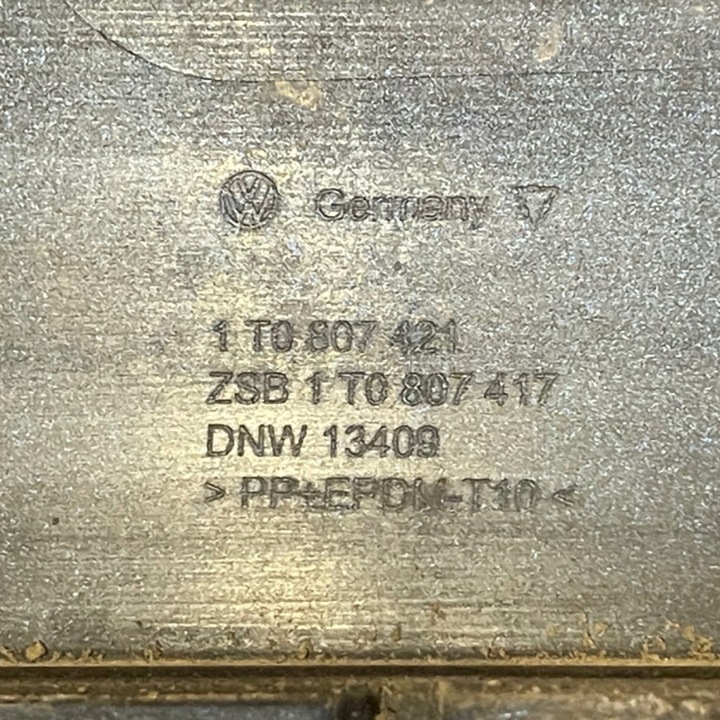 Germany
1 T0 807 421
ZSB 1 T0 807 417
DNW 13409
> PP+EPDM-T10 <